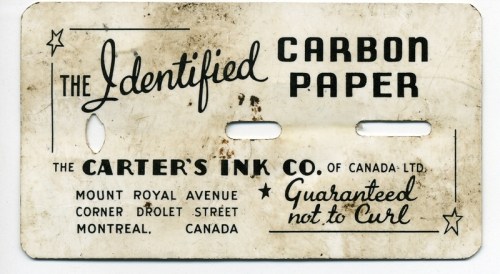 THE Identified CARBON PAPER
THE CARTER'S INK CO. OF CANADA LTD.
MOUNT ROYAL AVENUE
CORNER DROLET STREET
MONTREAL, CANADA
★ Guaranteed
not to Curl